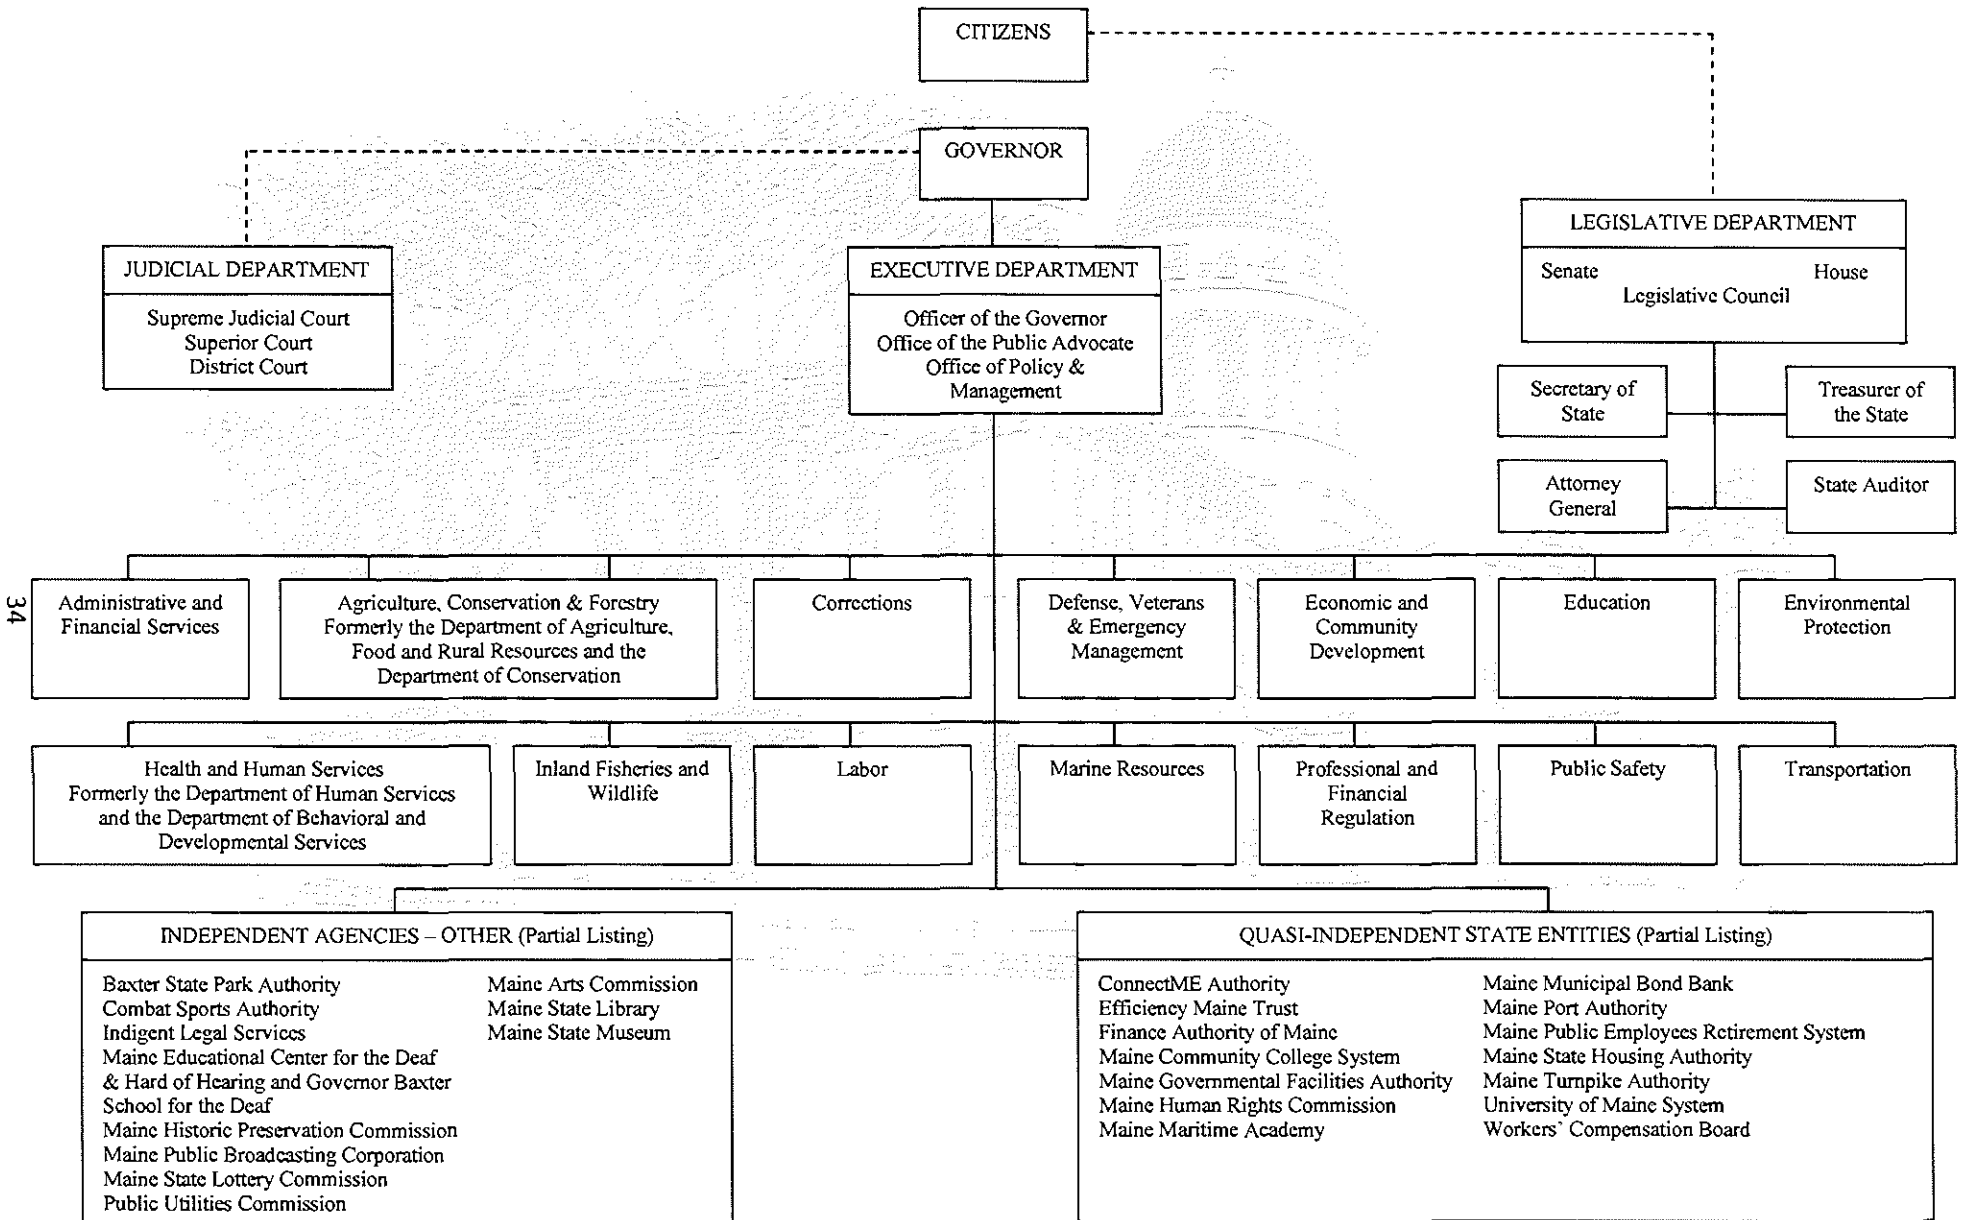 CITIZENS
GOVERNOR
JUDICIAL DEPARTMENT
Supreme Judicial Court
Superior Court
District Court
EXECUTIVE DEPARTMENT
Officer of the Governor
Office of the Public Advocate
Office of Policy &
Management
LEGISLATIVE DEPARTMENT
Senate House
Legislative Council
Secretary of
State
Treasurer of
the State
Attorney
General
State Auditor
34
Administrative and
Financial Services
Agriculture, Conservation & Forestry
Formerly the Department of Agriculture,
Food and Rural Resources and the
Department of Conservation
Corrections
Defense, Veterans
& Emergency
Management
Economic and
Community
Development
Education
Environmental
Protection
Health and Human Services
Formerly the Department of Human Services
and the Department of Behavioral and
Developmental Services
Inland Fisheries and
Wildlife
Labor
Marine Resources
Professional and
Financial
Regulation
Public Safety
Transportation
INDEPENDENT AGENCIES – OTHER (Partial Listing)
Baxter State Park Authority
Combat Sports Authority
Indigent Legal Services
Maine Educational Center for the Deaf
& Hard of Hearing and Governor Baxter
School for the Deaf
Maine Historic Preservation Commission
Maine Public Broadcasting Corporation
Maine State Lottery Commission
Public Utilities Commission
Maine Arts Commission
Maine State Library
Maine State Museum
QUASI-INDEPENDENT STATE ENTITIES (Partial Listing)
ConnectME Authority
Efficiency Maine Trust
Finance Authority of Maine
Maine Community College System
Maine Governmental Facilities Authority
Maine Human Rights Commission
Maine Maritime Academy
Maine Municipal Bond Bank
Maine Port Authority
Maine Public Employees Retirement System
Maine State Housing Authority
Maine Turnpike Authority
University of Maine System
Workers' Compensation Board